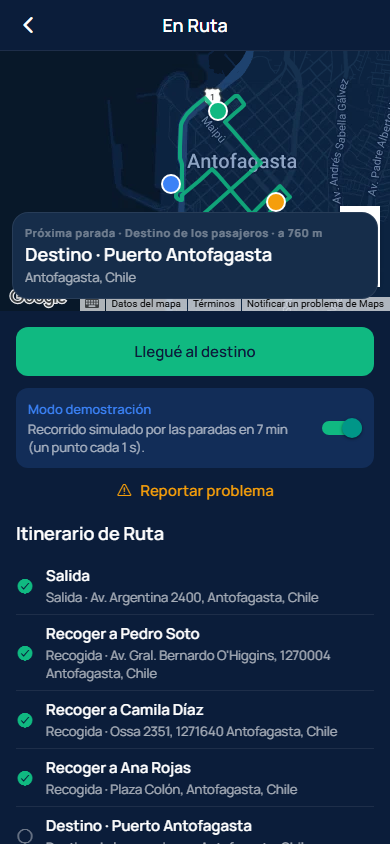 En Ruta
1
Maipú
Antofagasta
Av. Andrés Sabella Gálvez
Av. Padre Alberto
Próxima parada · Destino de los pasajeros · a 760 m
Destino · Puerto Antofagasta
Antofagasta, Chile
Google
Datos del mapa
Términos
Notificar un problema de Maps
Llegué al destino
Modo demostración
Recorrido simulado por las paradas en 7 min
(un punto cada 1 s).
Reportar problema
Itinerario de Ruta
Salida
Salida · Av. Argentina 2400, Antofagasta, Chile
Recoger a Pedro Soto
Recogida · Av. Gral. Bernardo O'Higgins, 1270004
Antofagasta, Chile
Recoger a Camila Díaz
Recogida · Ossa 2351, 1271640 Antofagasta, Chile
Recoger a Ana Rojas
Recogida · Plaza Colón, Antofagasta, Chile
Destino · Puerto Antofagasta